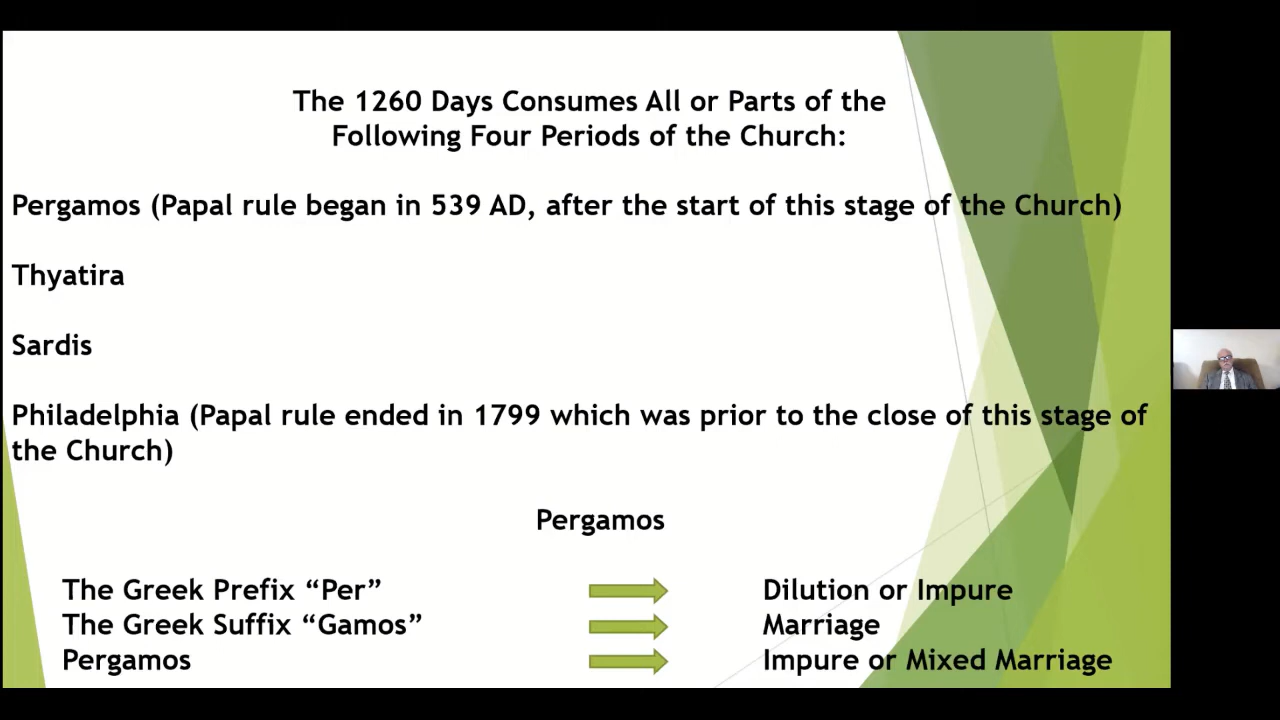 The 1260 Days Consumes All or Parts of the
Following Four Periods of the Church:
Pergamos (Papal rule began in 539 AD, after the start of this stage of the Church)
Thyatira
Sardis
Philadelphia (Papal rule ended in 1799 which was prior to the close of this stage of
the Church)
Pergamos
The Greek Prefix “Per” Dilution or Impure
The Greek Suffix “Gamos” Marriage
Pergamos Impure or Mixed Marriage